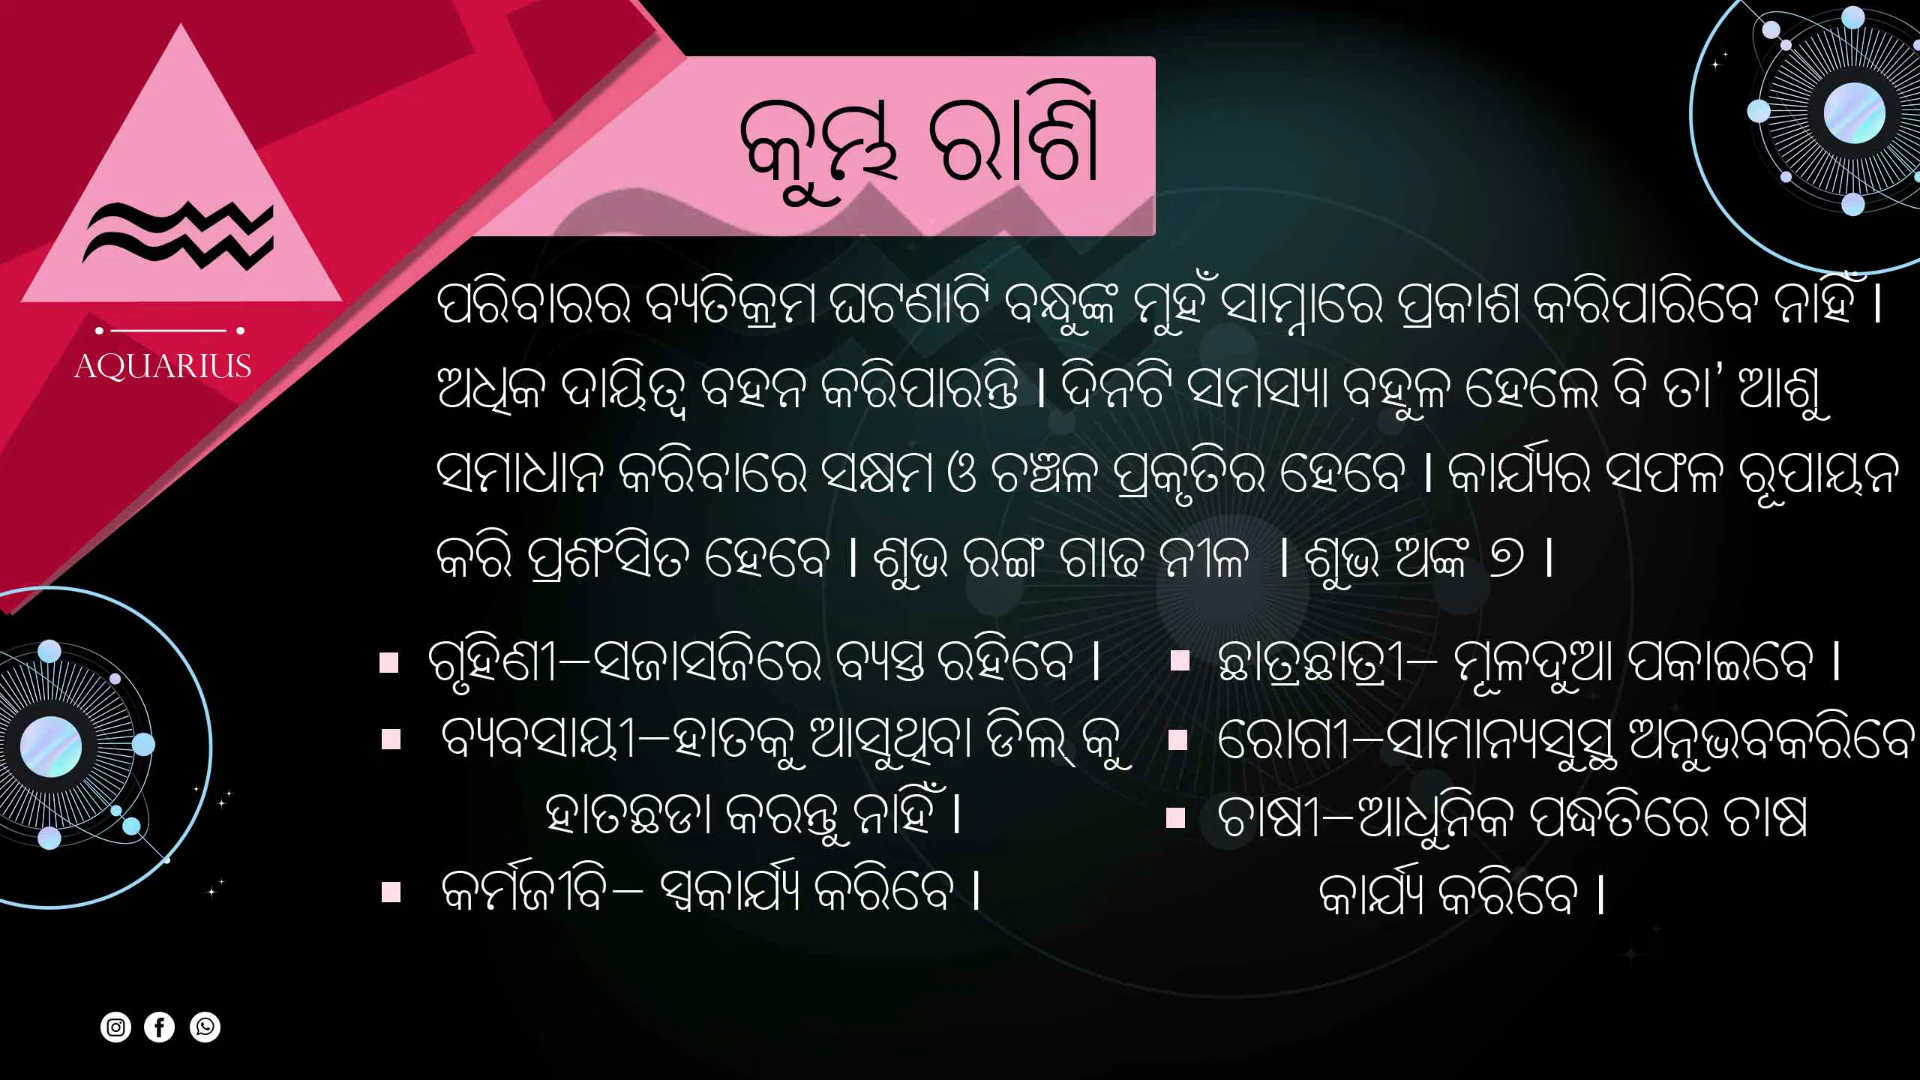 କୁମ୍ଭ ରାଶି
AQUARIUS
ପରିବାରର ବ୍ୟତିକ୍ରମ ଘଟଣାଟି ବନ୍ଧୁଙ୍କ ମୁହଁ ସାମ୍ନାରେ ପ୍ରକାଶ କରିପାରିବେ ନାହିଁ ।
ଅଧିକ ଦାୟିତ୍ୱ ବହନ କରିପାରନ୍ତି । ଦିନଟି ସମସ୍ୟା ବହୁଳ ହେଲେ ବି ତା’ ଆଶୁ
ସମାଧାନ କରିବାରେ ସକ୍ଷମ ଓ ଚଞ୍ଚଳ ପ୍ରକୃତିର ହେବେ । କାର୍ଯ୍ୟର ସଫଳ ରୂପାୟନ
କରି ପ୍ରଶଂସିତ ହେବେ । ଶୁଭ ରଙ୍ଗ ଗାଢ ନୀଳ । ଶୁଭ ଅଙ୍କ ୭ ।
ଗୃହିଣୀ–ସଜାସଜିରେ ବ୍ୟସ୍ତ ରହିବେ ।
ବ୍ୟବସାୟୀ–ହାତକୁ ଆସୁଥିବା ଡିଲ୍ କୁ
ହାତଛଡା କରନ୍ତୁ ନାହିଁ ।
କର୍ମଜୀବି– ସ୍ୱକାର୍ଯ୍ୟ କରିବେ ।
ଛାତ୍ରଛାତ୍ରୀ– ମୂଳଦୁଆ ପକାଇବେ ।
ରୋଗୀ–ସାମାନ୍ୟସୁସ୍ଥ ଅନୁଭବକରିବେ
ଚାଷୀ–ଆଧୁନିକ ପଦ୍ଧତିରେ ଚାଷ
କାର୍ଯ୍ୟ କରିବେ ।